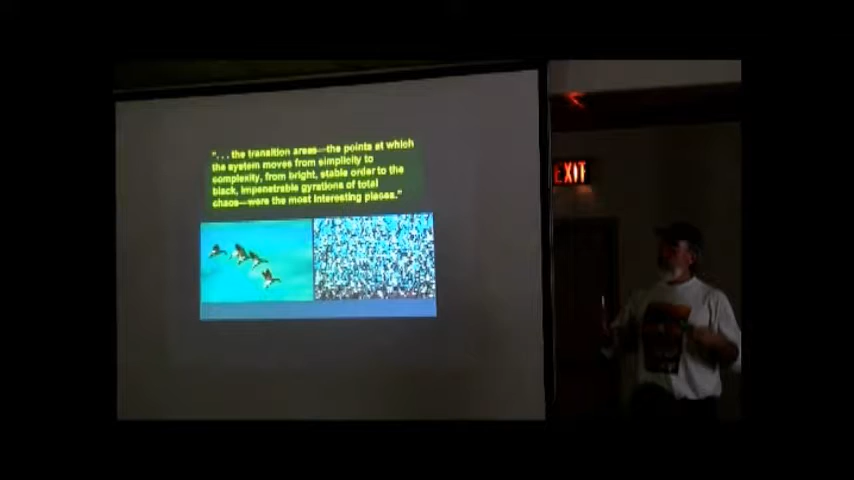 ". . . the transition areas—the points at which
the system moves from simplicity to
complexity, from bright, stable order to the
black, impenetrable gyrations of total
chaos—were the most interesting places."
EXIT